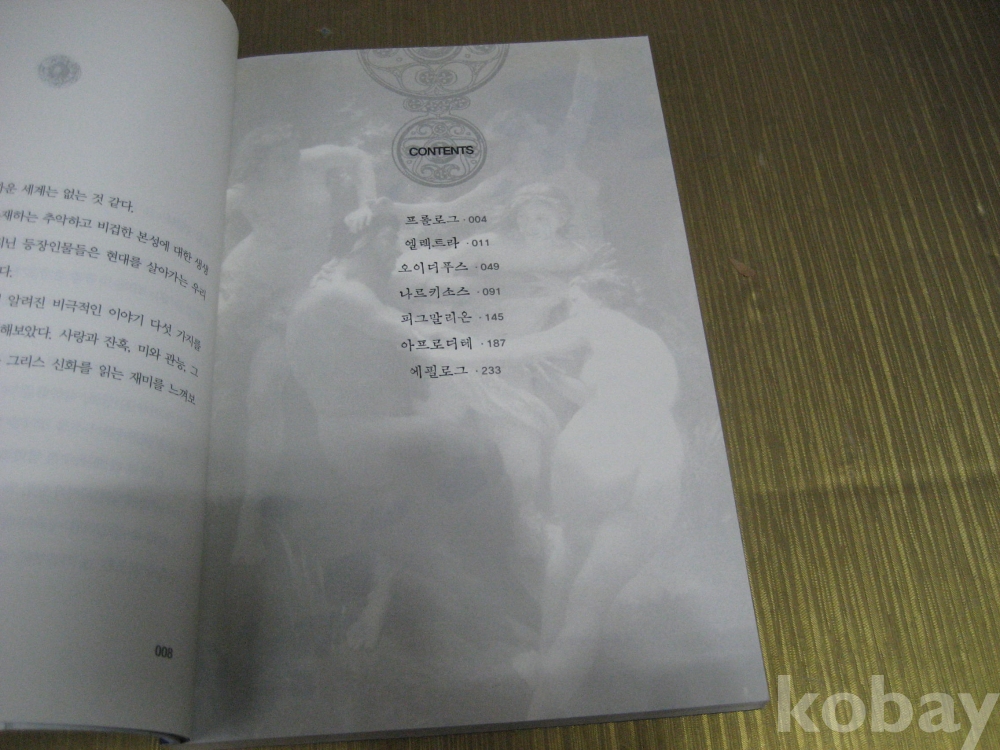 운 세계는 없는 것 같다.
재하는 추악하고 비겁한 본성에 대한 생생
닌 등장인물들은 현대를 살아가는 우리
다.
알려진 비극적인 이야기 다섯 가지를
해보았다. 사랑과 잔혹, 미와 관능, 그
그리스 신화를 읽는 재미를 느껴보
008
CONTENTS
프롤로그 · 004
엘렉트라 · 011
오이디푸스 · 049
나르키소스 · 091
피그말리온 · 145
아프로디테 · 187
에필로그 · 233
kobay